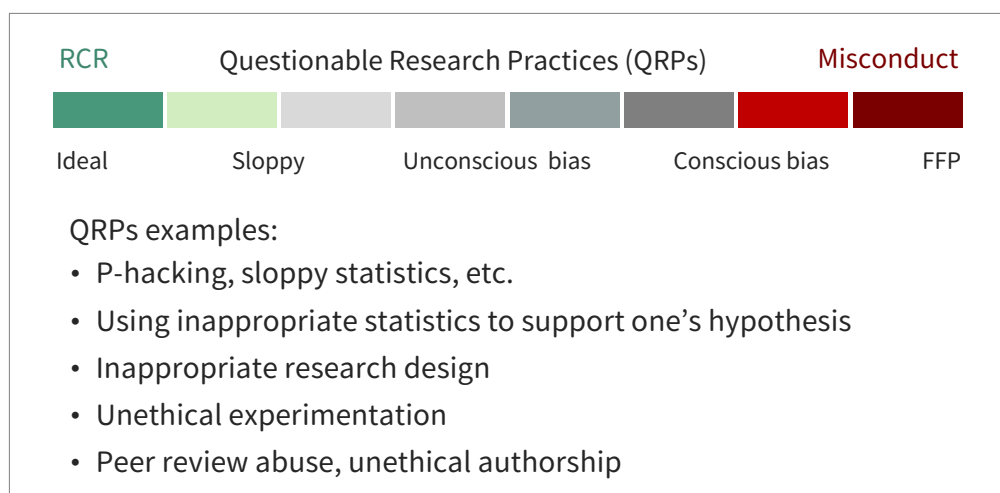 RCR Questionable Research Practices (QRPs) Misconduct
Ideal Sloppy Unconscious bias Conscious bias FFP
QRPs examples:
• P-hacking, sloppy statistics, etc.
• Using inappropriate statistics to support one’s hypothesis
• Inappropriate research design
• Unethical experimentation
• Peer review abuse, unethical authorship